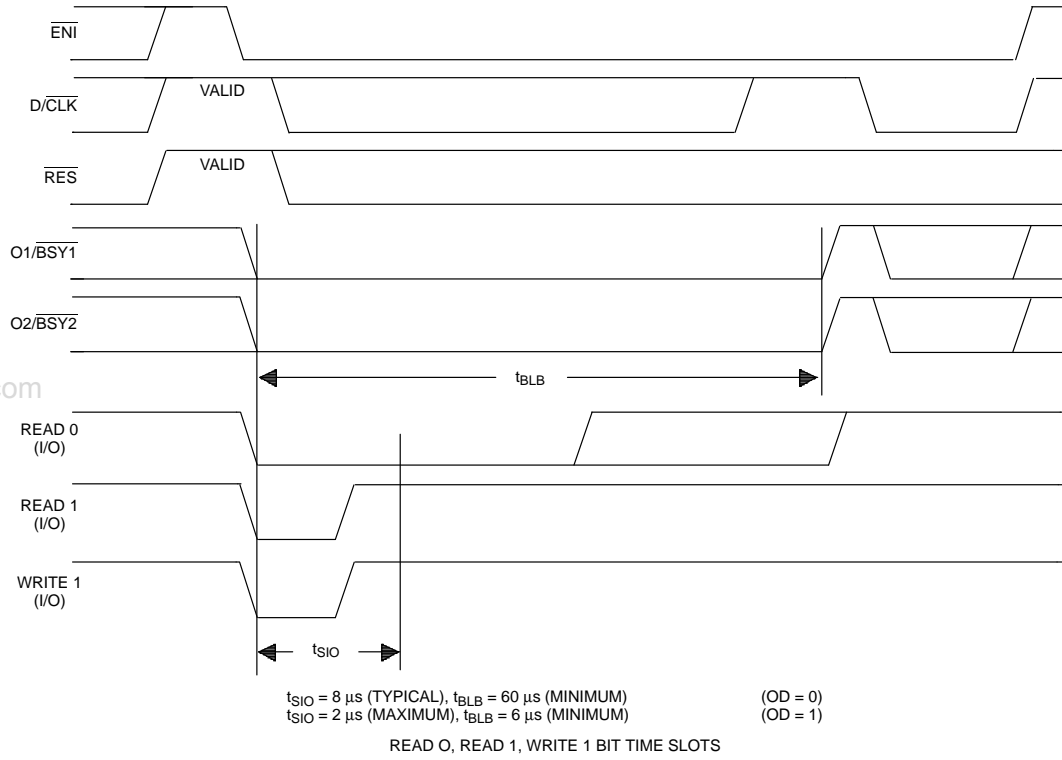 ENI
D/CLK
VALID
RES
VALID
O1/BSY1
O2/BSY2
tBLB
com
READ 0
(I/O)
READ 1
(I/O)
WRITE 1
(I/O)
tSIO
tSIO = 8 µs (TYPICAL), tBLB = 60 µs (MINIMUM) (OD = 0)
tSIO = 2 µs (MAXIMUM), tBLB = 6 µs (MINIMUM) (OD = 1)
READ O, READ 1, WRITE 1 BIT TIME SLOTS